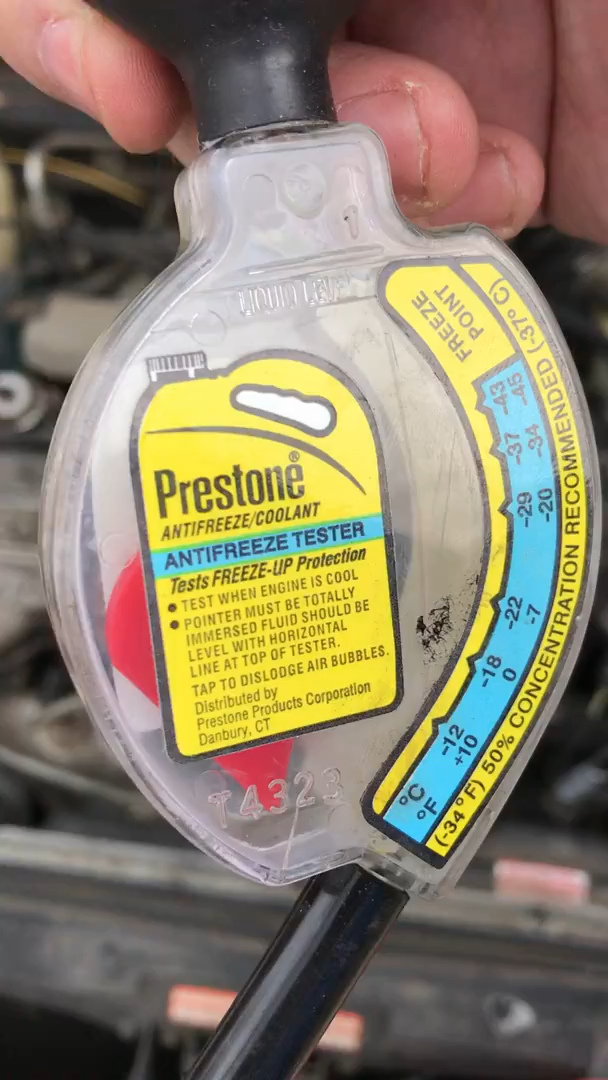 1
LIQUID LEVEL
Prestone®
ANTIFREEZE/COOLANT
ANTIFREEZE TESTER
Tests FREEZE-UP Protection
● TEST WHEN ENGINE IS COOL
● POINTER MUST BE TOTALLY
IMMERSED FLUID SHOULD BE
LEVEL WITH HORIZONTAL
LINE AT TOP OF TESTER.
TAP TO DISLODGE AIR BUBBLES.
Distributed by
Prestone Products Corporation
Danbury, CT
T4323
FREEZE
POINT
-43 -45
-37 -34
-29 -20
-22 -7
-18 0
-12 +10
°C °F
(-34°F) 50% CONCENTRATION RECOMMENDED (-37°C)